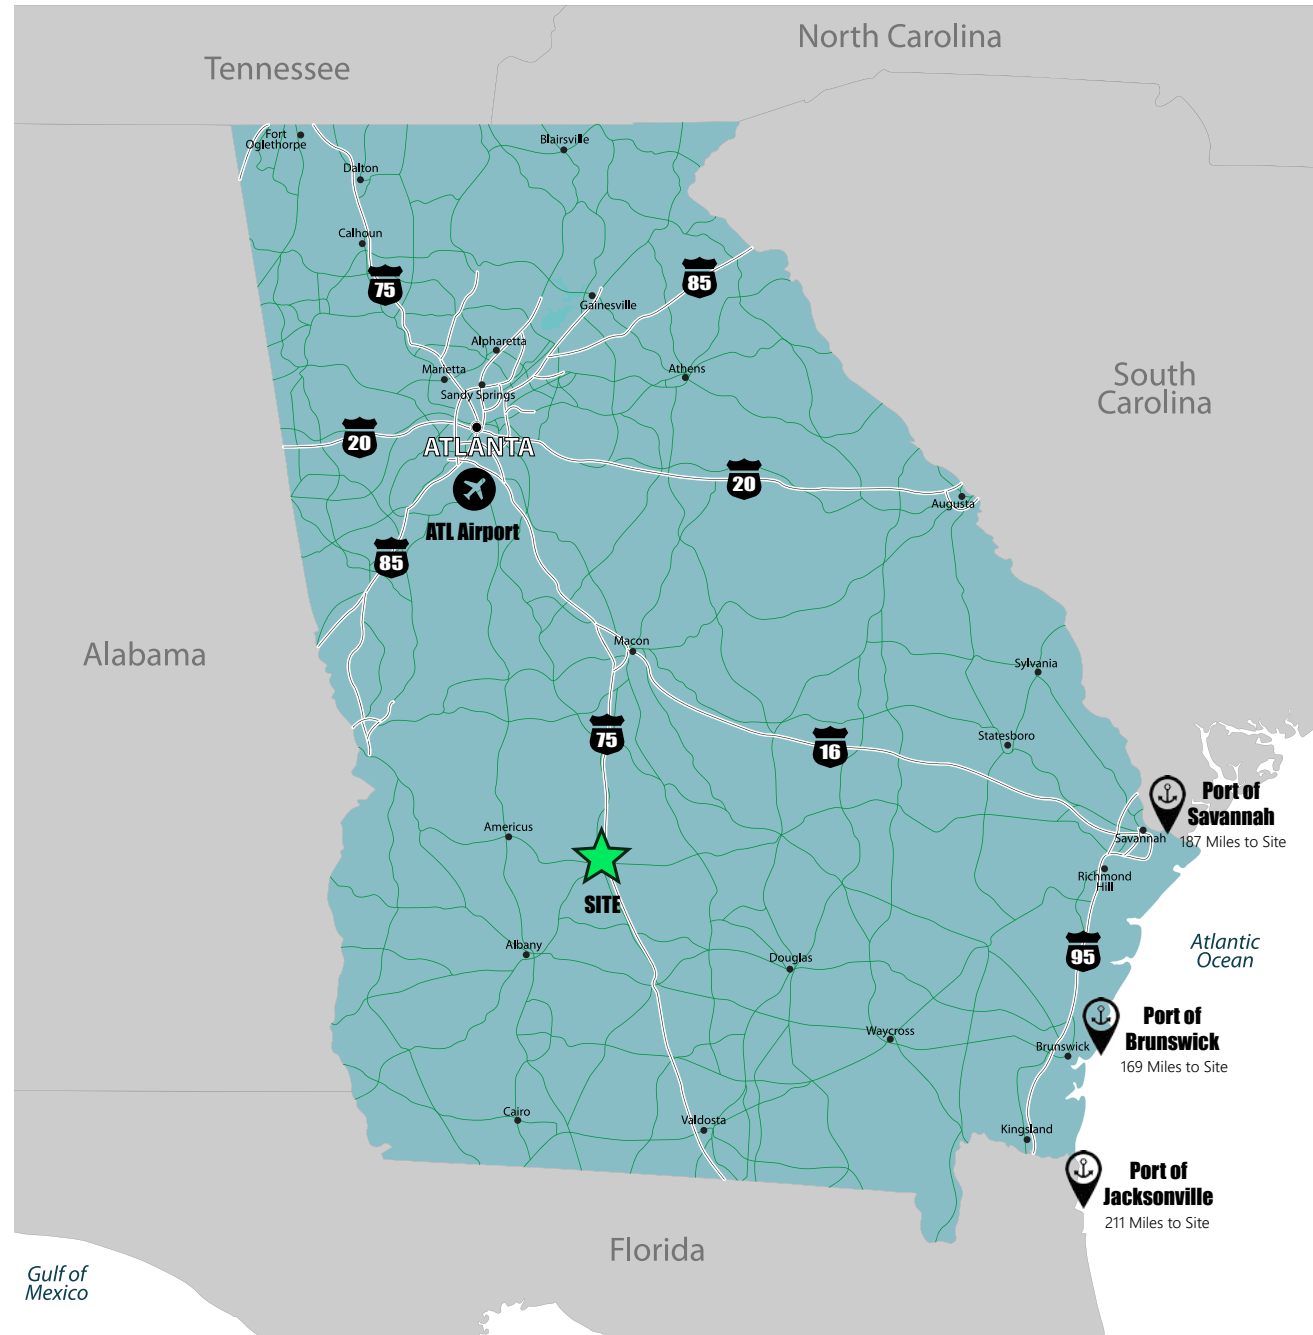 North Carolina
Tennessee
Fort
Oglethorpe
Blairsville
Dalton
Calhoun
75
85
Gainesville
Alpharetta
Marietta
Athens
Sandy Springs
South
Carolina
20
ATLANTA
20
Augusta
ATL Airport
85
Alabama
Macon
Sylvania
75
16
Statesboro
Port of
Savannah
187 Miles to Site
Americus
Savannah
Richmond
Hill
SITE
Albany
Douglas
95
Atlantic
Ocean
Port of
Brunswick
169 Miles to Site
Waycross
Brunswick
Cairo
Valdosta
Kingsland
Port of
Jacksonville
211 Miles to Site
Florida
Gulf of
Mexico